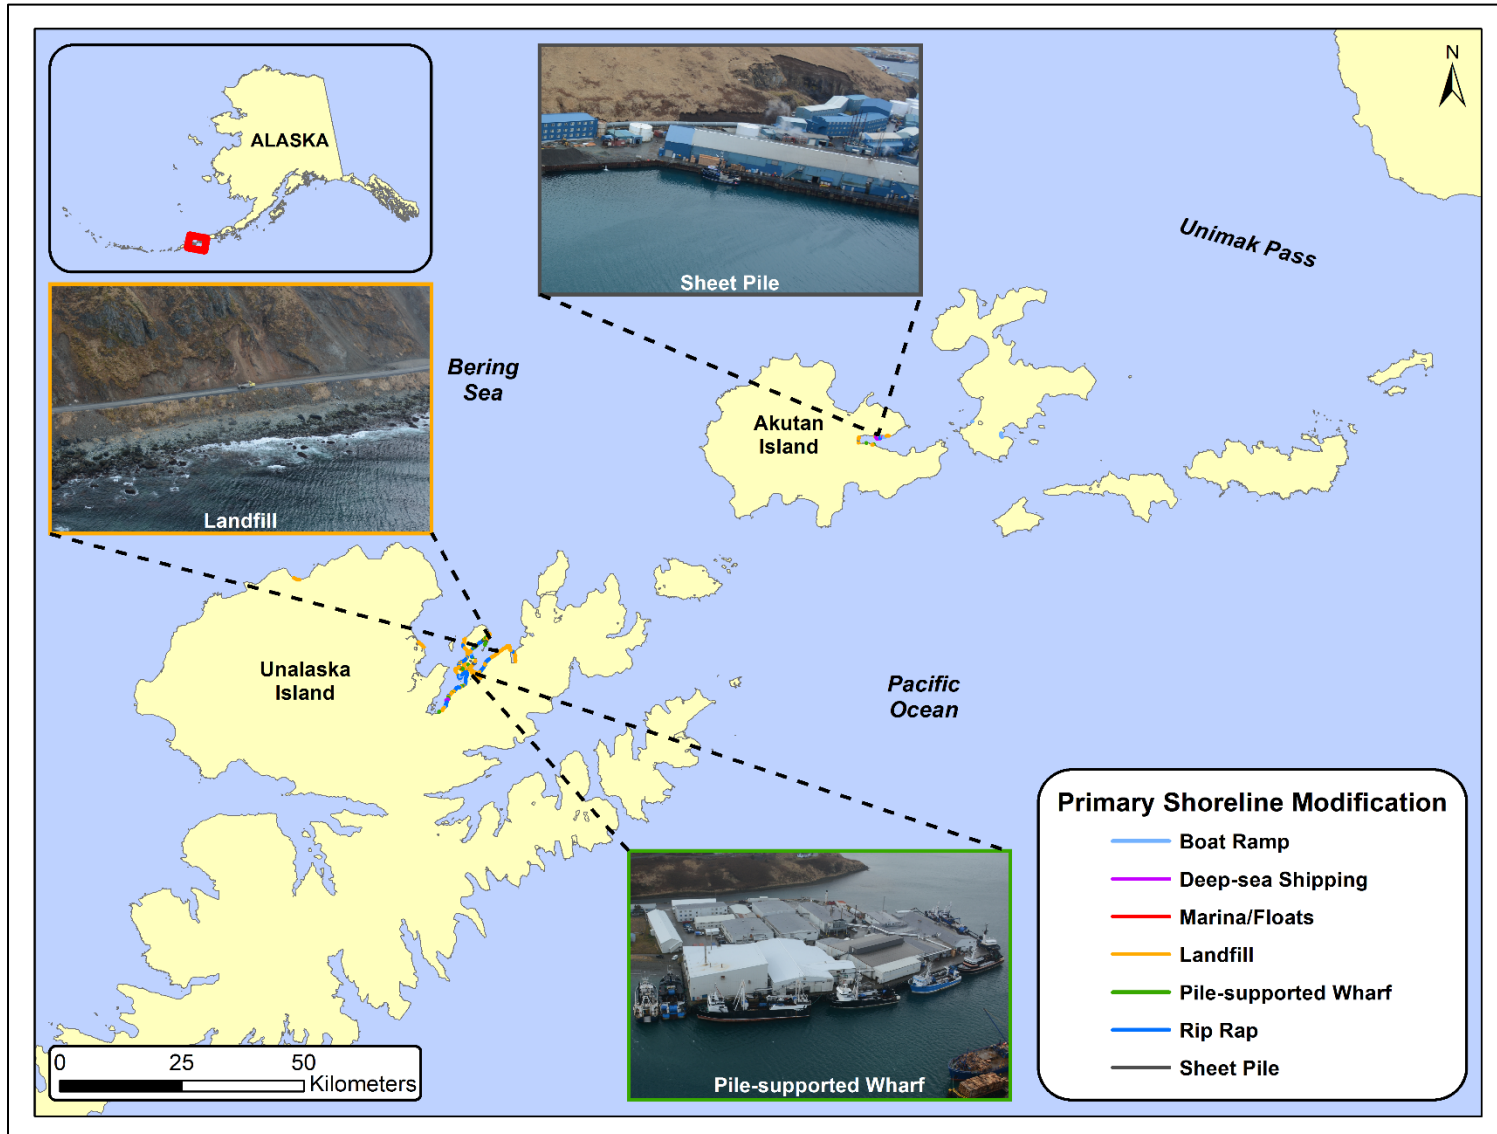 ALASKA
N
Sheet Pile
Unimak Pass
Landfill
Bering
Sea
Akutan
Island
Unalaska
Island
Pacific
Ocean
Pile-supported Wharf
0 25 50
Kilometers
Primary Shoreline Modification
Boat Ramp
Deep-sea Shipping
Marina/Floats
Landfill
Pile-supported Wharf
Rip Rap
Sheet Pile